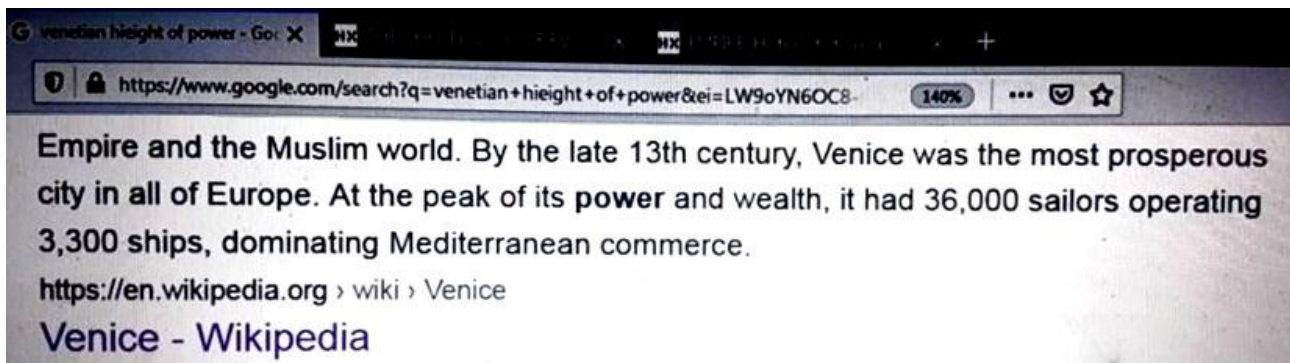 G venetian hieight of power - Goo X HX HX +
https://www.google.com/search?q=venetian+hieight+of+power&ei=LW9oYN6OC8- 140% ...
Empire and the Muslim world. By the late 13th century, Venice was the most prosperous
city in all of Europe. At the peak of its power and wealth, it had 36,000 sailors operating
3,300 ships, dominating Mediterranean commerce.
https://en.wikipedia.org › wiki › Venice
Venice - Wikipedia